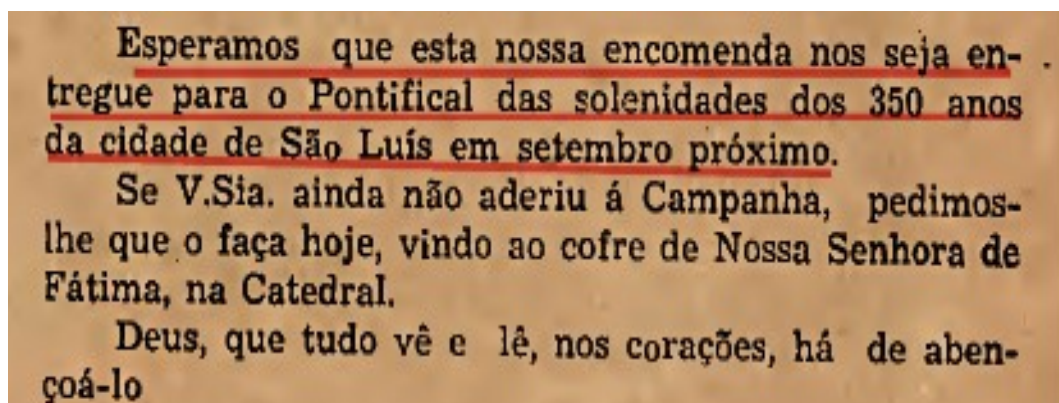 Esperamos que esta nossa encomenda nos seja en-
tregue para o Pontifical das solenidades dos 350 anos
da cidade de São Luís em setembro próximo.
Se V.Sia. ainda não aderiu á Campanha, pedimos-
lhe que o faça hoje, vindo ao cofre de Nossa Senhora de
Fátima, na Catedral.
Deus, que tudo vê e lê, nos corações, há de aben-
çoá-lo